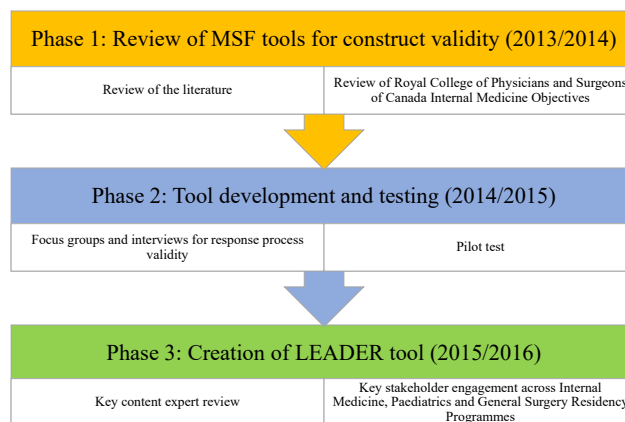 Phase 1: Review of MSF tools for construct validity (2013/2014)
Review of the literature
Review of Royal College of Physicians and Surgeons
of Canada Internal Medicine Objectives
Phase 2: Tool development and testing (2014/2015)
Focus groups and interviews for response process
validity
Pilot test
Phase 3: Creation of LEADER tool (2015/2016)
Key content expert review
Key stakeholder engagement across Internal
Medicine, Paediatrics and General Surgery Residency
Programmes